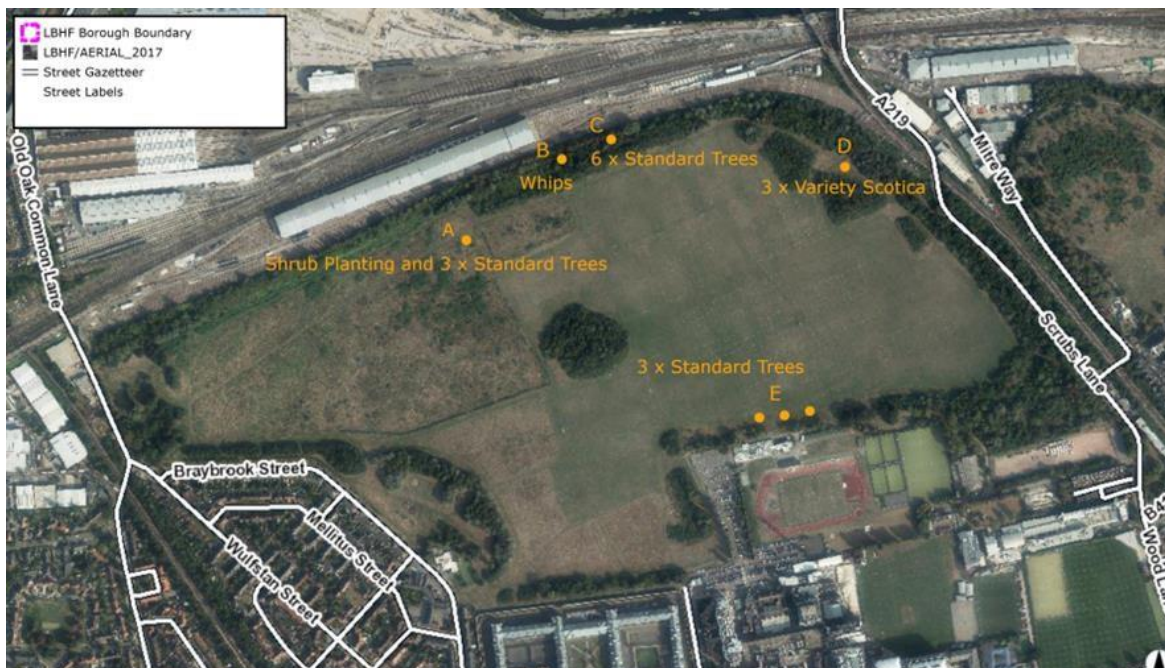 LBHF Borough Boundary
LBHF/AERIAL_2017
Street Gazetteer
Street Labels
A219
Mitre Way
Old Oak Common Lane
C
B
6 x Standard Trees
D
Whips
3 x Variety Scotica
A
Shrub Planting and 3 x Standard Trees
Scrubs Lane
3 x Standard Trees
E
Braybrook Street
Mellitus Street
Wulfstan Street
Wood